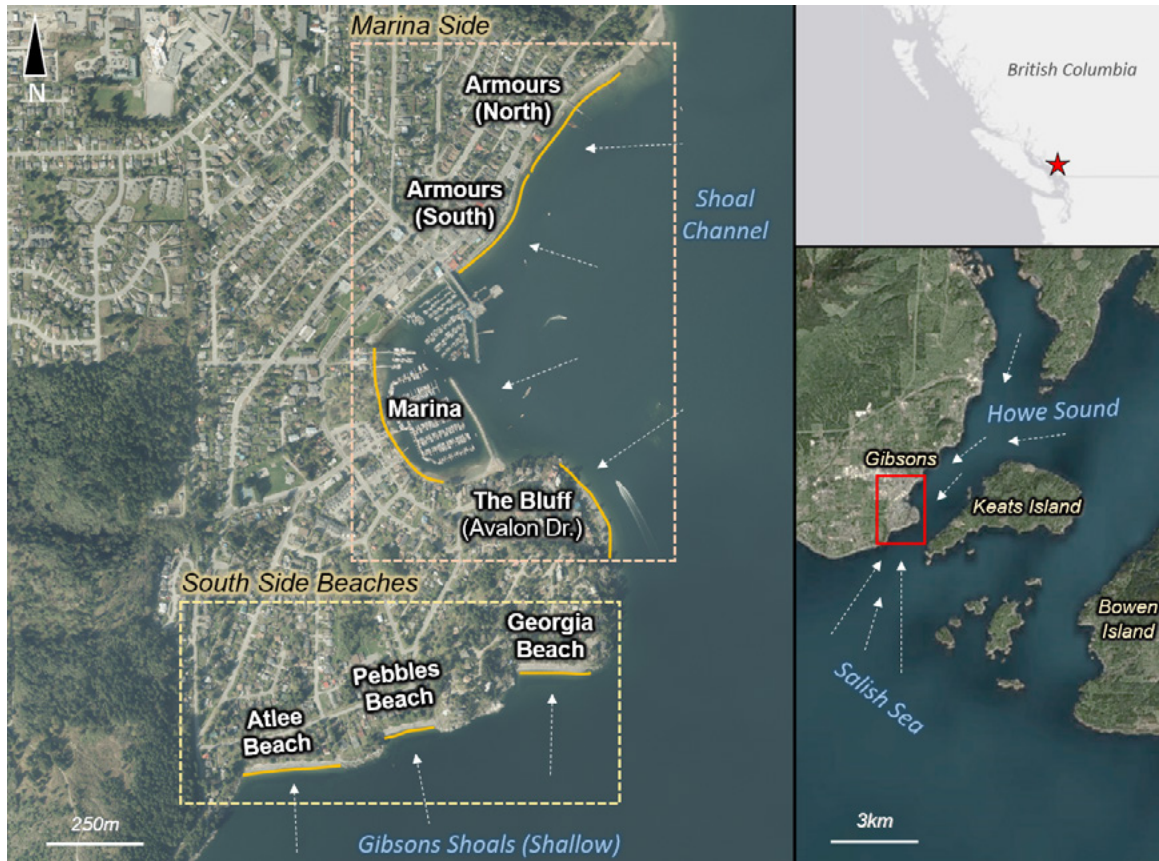 N
Marina Side
Armours
(North)
Armours
(South)
Shoal
Channel
Marina
The Bluff
(Avalon Dr.)
South Side Beaches
Georgia
Beach
Pebbles
Beach
Atlee
Beach
250m
Gibsons Shoals (Shallow)
British Columbia
Howe Sound
Gibsons
Keats Island
Bowen
Island
Salish Sea
3km